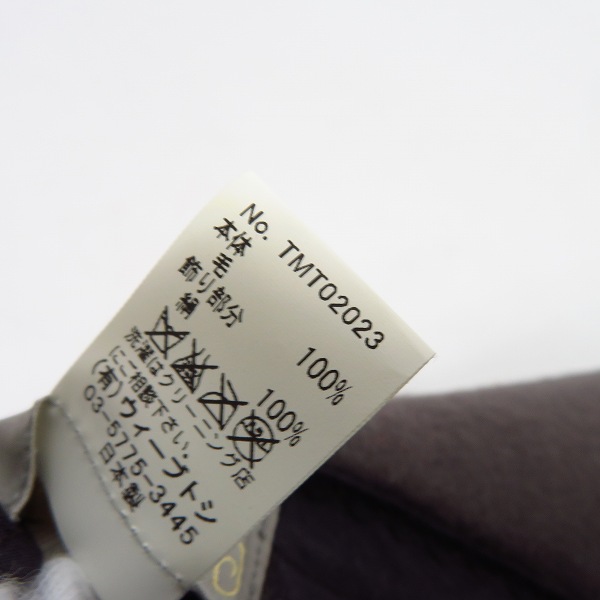 No. TMT02023
本体
毛 100%
飾り部分
絹 100%
洗濯はクリーニング店
にご相談下さい。
(有)ウィーブトシ
03-5775-3445
日本製